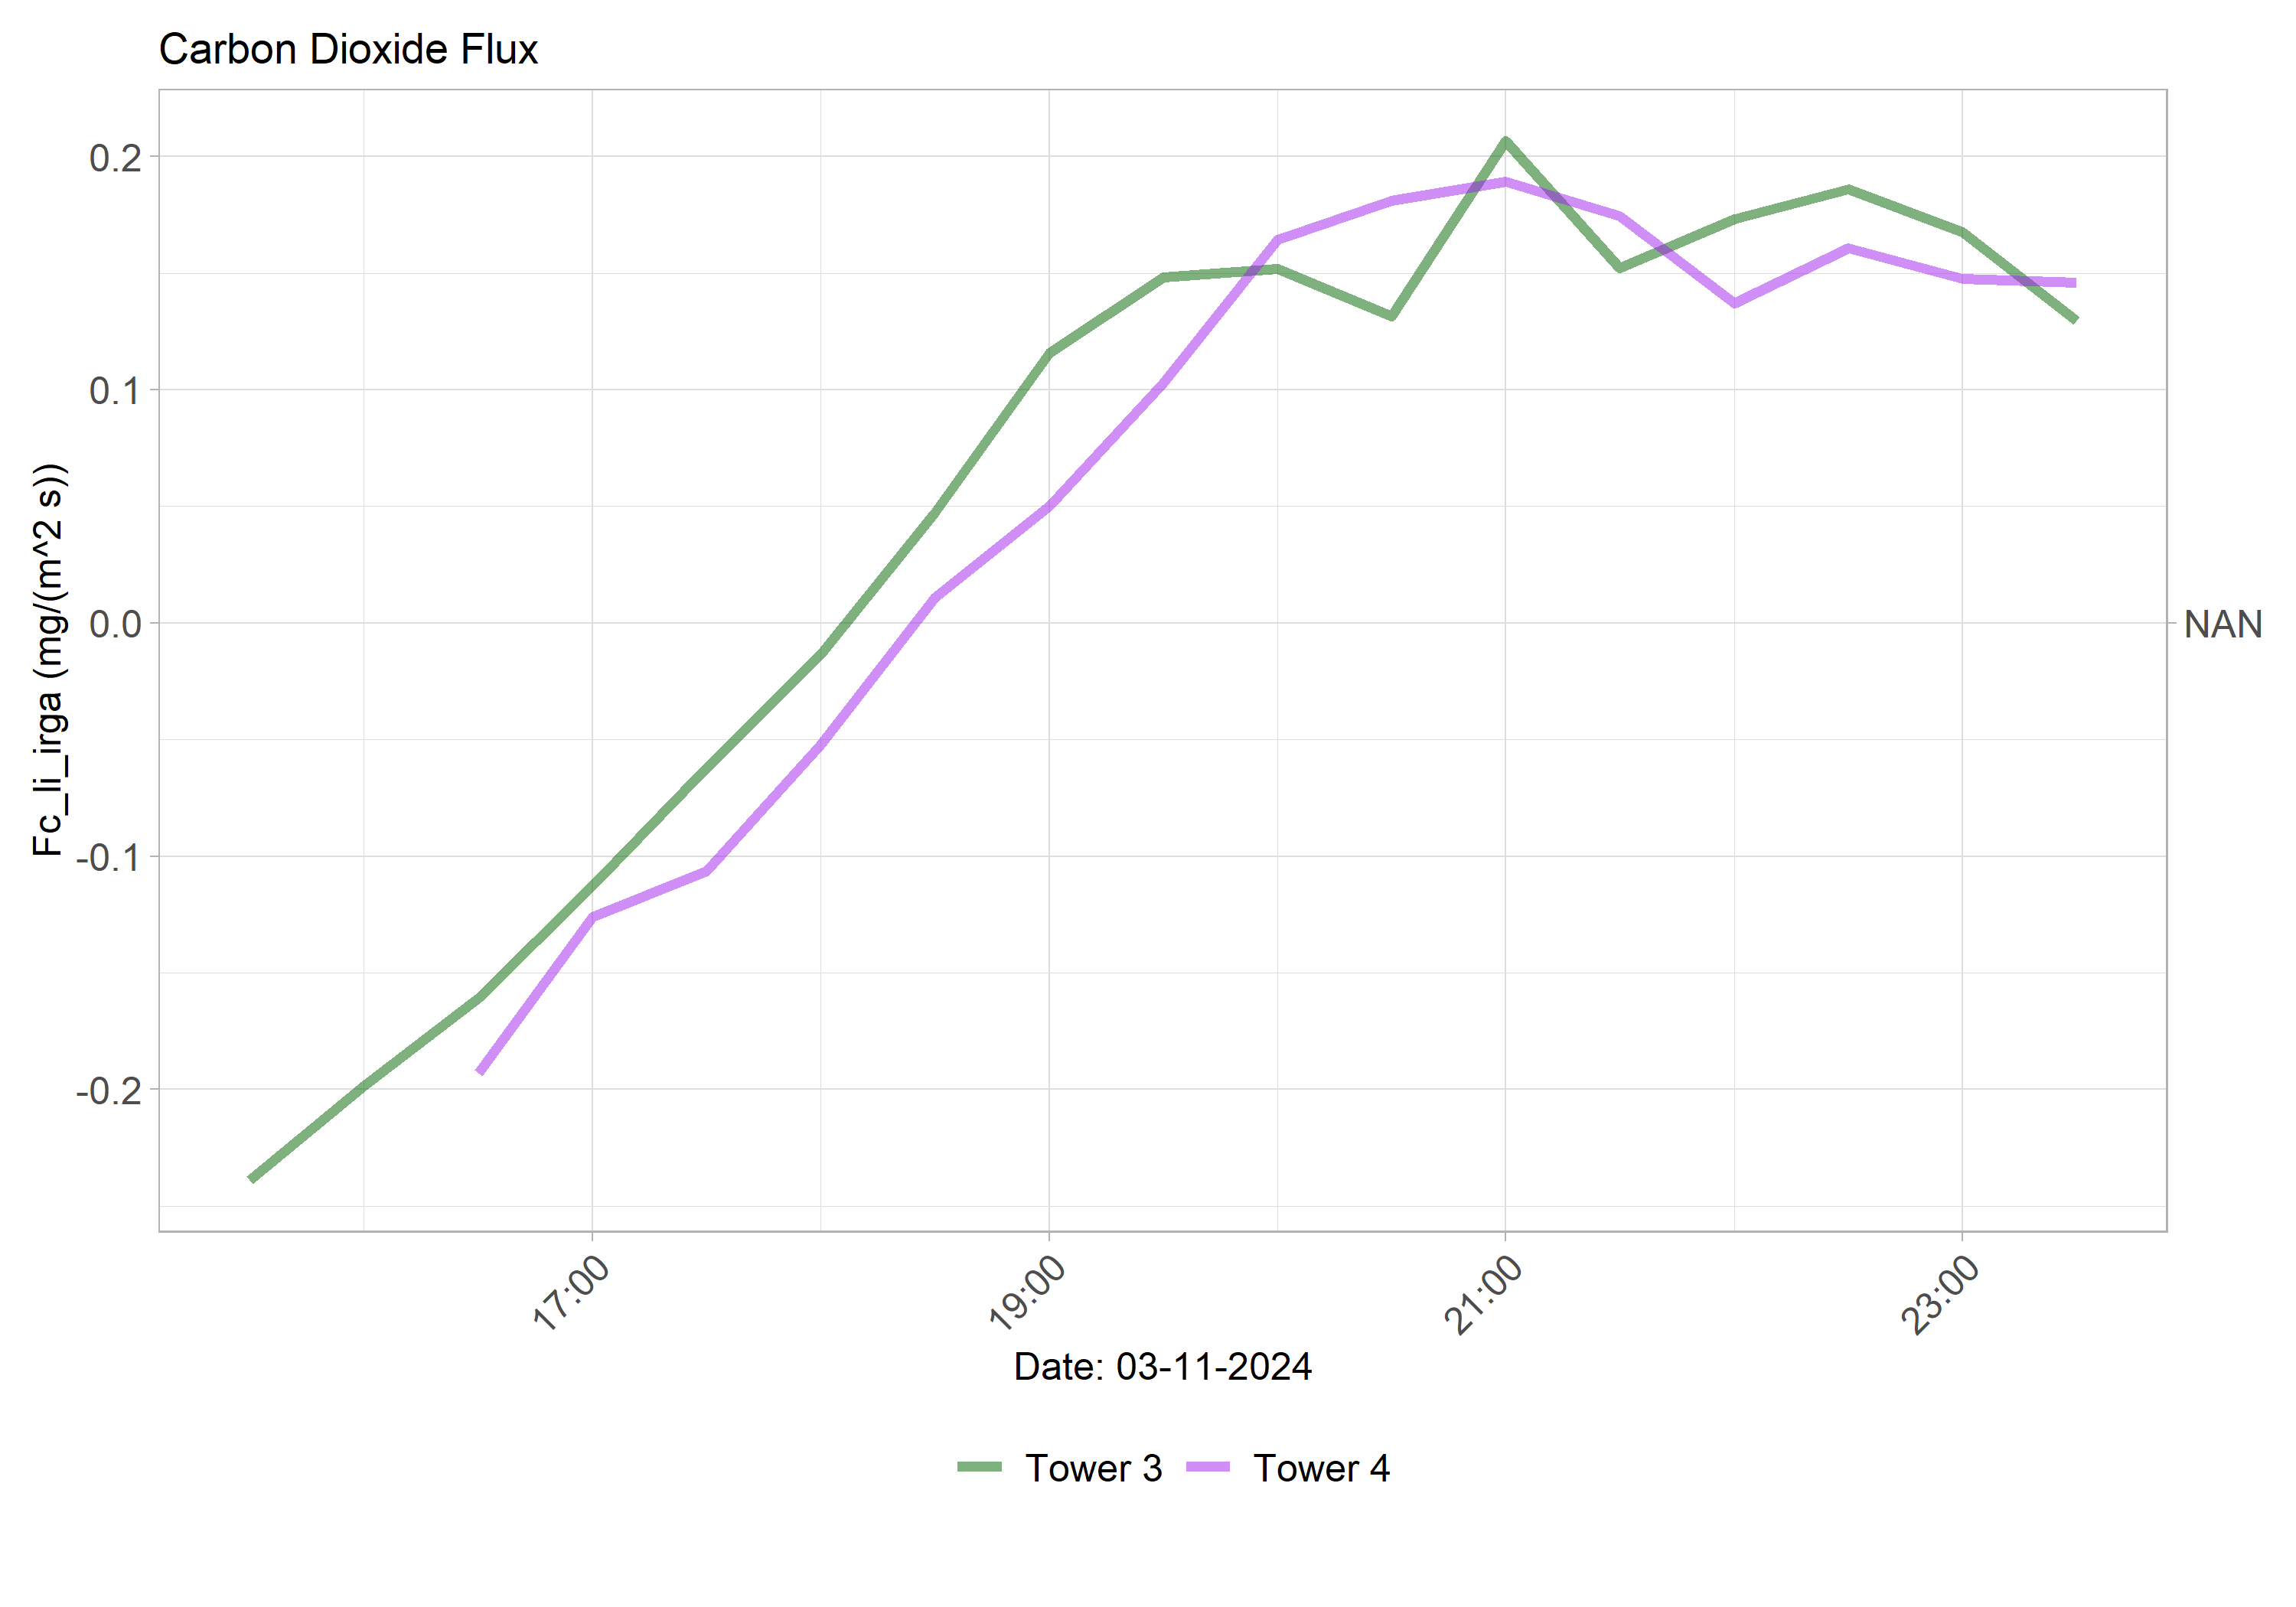 Carbon Dioxide Flux
0.2
0.1
0.0
-0.1
-0.2
Fc_li_irga (mg/(m^2 s))
NAN
17:00
19:00
21:00
23:00
Date: 03-11-2024
Tower 3
Tower 4